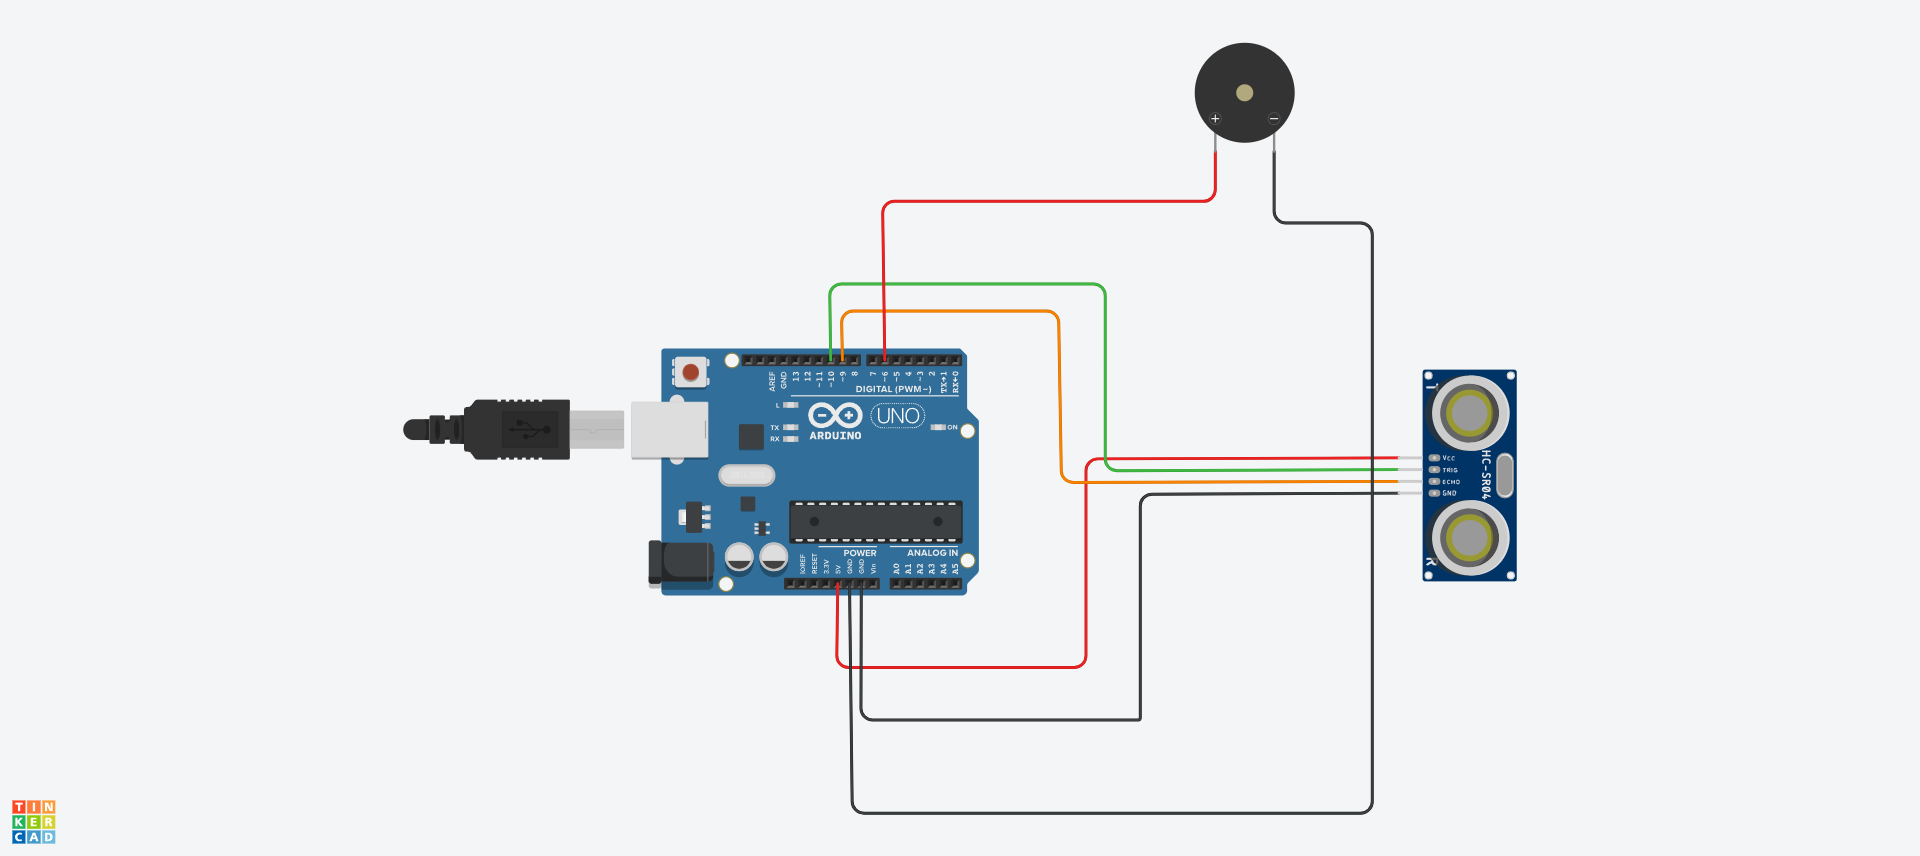 + −
AREF
GND
13
12
~11
~10
~9
8
7
~6
~5
4
~3
2
TX→1
RX←0
DIGITAL (PWM~)
L
TX
RX
UNO
ARDUINO
ON
T
HC-SR04
VCC
TRIG
ECHO
GND
R
POWER
ANALOG IN
IOREF
RESET
3.3V
5V
GND
GND
Vin
A0
A1
A2
A3
A4
A5
TIN
KER
CAD